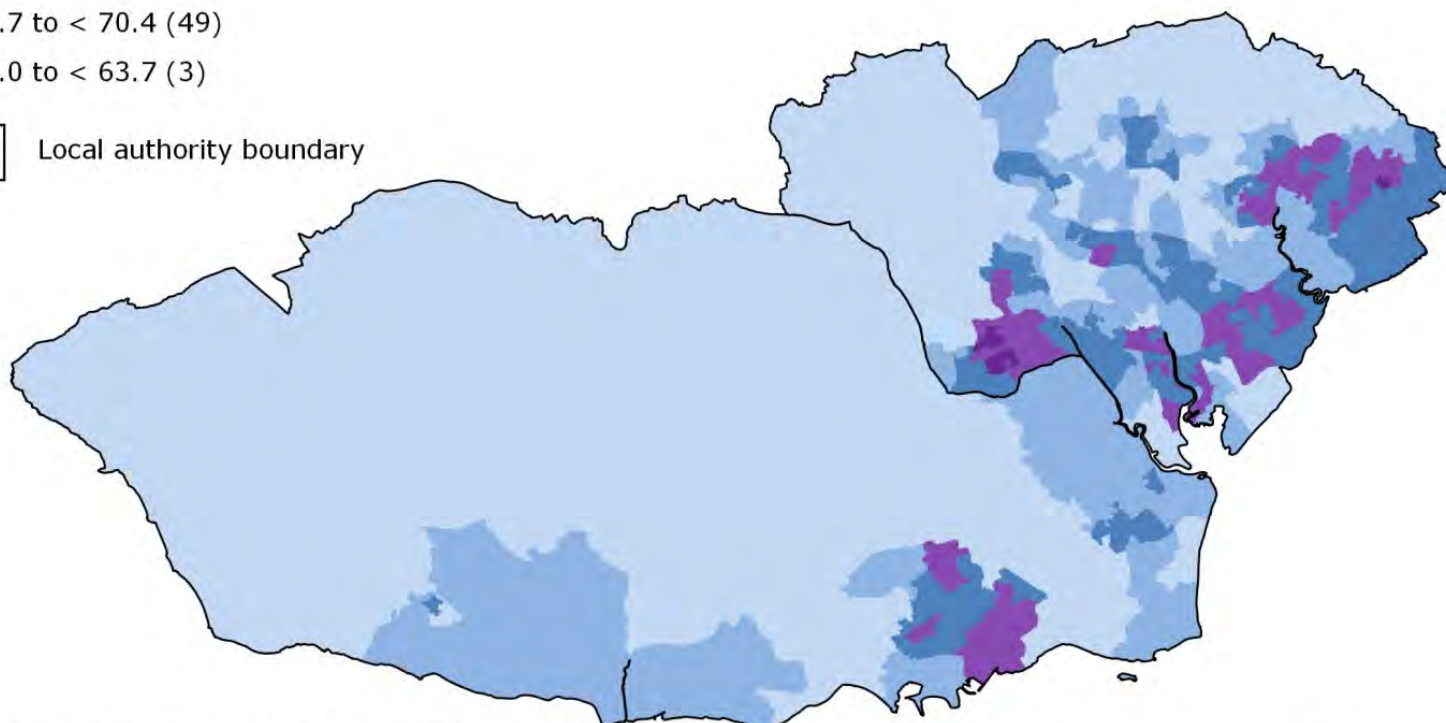 .7 to < 70.4 (49)
.0 to < 63.7 (3)
Local authority boundary